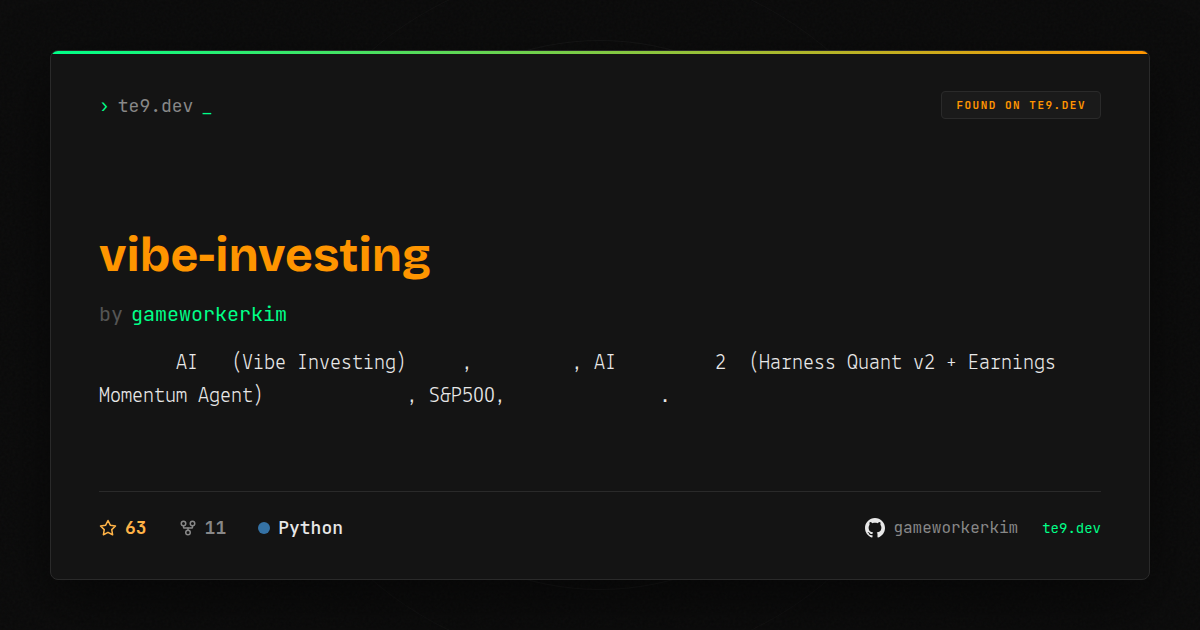 › te9.dev _
FOUND ON TE9.DEV
vibe-investing
by gameworkerkim
AI (Vibe Investing) , , AI 2 (Harness Quant v2 + Earnings
Momentum Agent) , S&P500, .
63 11 Python
gameworkerkim te9.dev